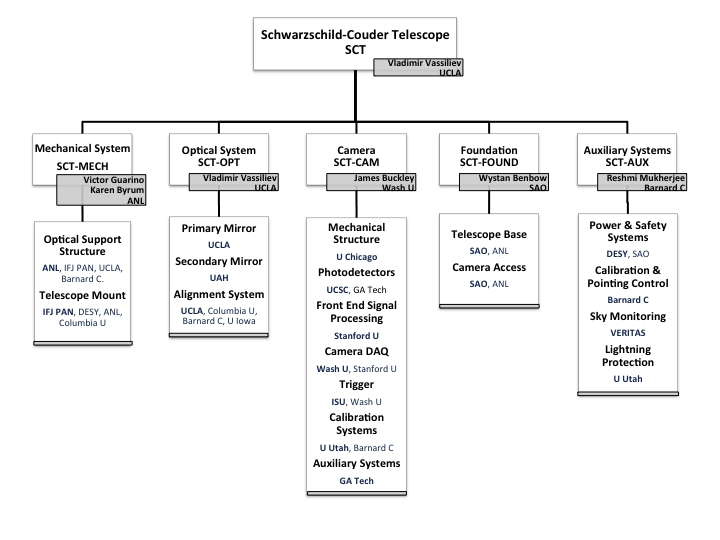 Schwarzschild-Couder Telescope
SCT
Vladimir Vassiliev
UCLA
Mechanical System
SCT-MECH
Victor Guarino
Karen Byrum
ANL
Optical Support
Structure
ANL, IFJ PAN, UCLA,
Barnard C.
Telescope Mount
IFJ PAN, DESY, ANL,
Columbia U
Optical System
SCT-OPT
Vladimir Vassiliev
UCLA
Primary Mirror
UCLA
Secondary Mirror
UAH
Alignment System
UCLA, Columbia U,
Barnard C, U Iowa
Camera
SCT-CAM
James Buckley
Wash U
Mechanical
Structure
U Chicago
Photodetectors
UCSC, GA Tech
Front End Signal
Processing
Stanford U
Camera DAQ
Wash U, Stanford U
Trigger
ISU, Wash U
Calibration
Systems
U Utah, Barnard C
Auxiliary Systems
GA Tech
Foundation
SCT-FOUND
Wystan Benbow
SAO
Telescope Base
SAO, ANL
Camera Access
SAO, ANL
Auxiliary Systems
SCT-AUX
Reshmi Mukherjee
Barnard C
Power & Safety
Systems
DESY, SAO
Calibration &
Pointing Control
Barnard C
Sky Monitoring
VERITAS
Lightning
Protection
U Utah